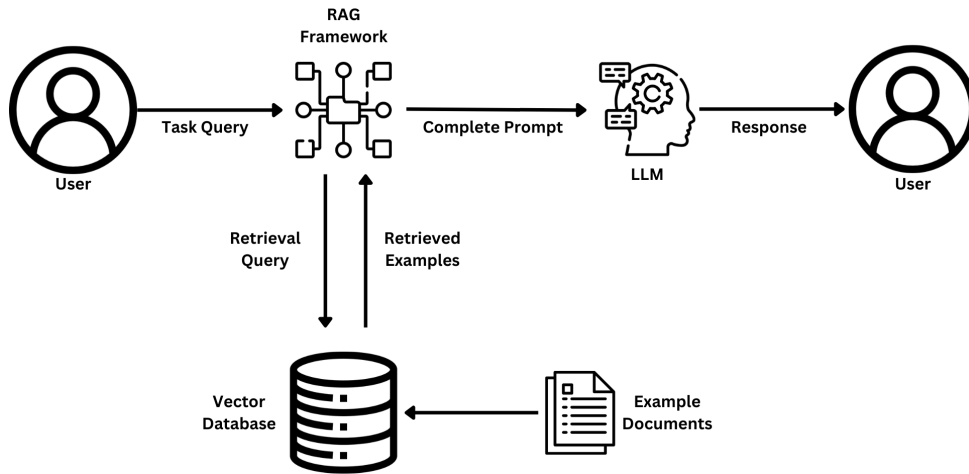 RAG
Framework
Task Query
Complete Prompt
Response
User
LLM
User
Retrieval
Query
Retrieved
Examples
Vector
Database
Example
Documents